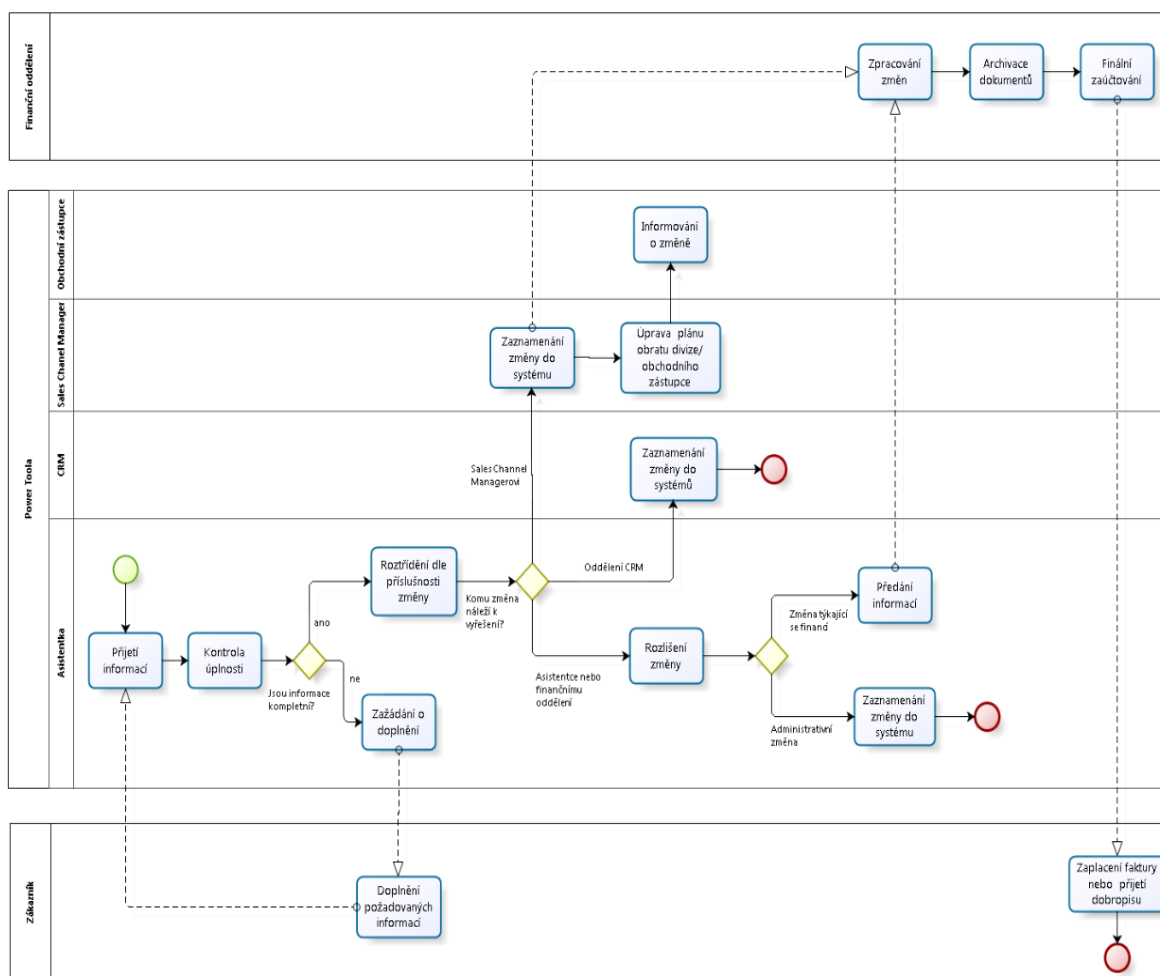 Finanční oddělení
Zpracování
změn
Archivace
dokumentů
Finální
zaúčtování
Power Toola
Obchodní zástupce
Informování
o změně
Sales Chanel Manager
Zaznamenání
změny do
systému
Úprava plánu
obratu divize/
obchodního
zástupce
CRM
Sales Channel
Managerovi
Zaznamenání
změny do
systémů
Asistentka
Přijetí
informací
Kontrola
úplnosti
Jsou informace
kompletní?
ano
ne
Roztřídění dle
příslušnosti
změny
Zažádání o
doplnění
Komu změna
náleží k
vyřešení?
Oddělení CRM
Asistentce nebo
finančnímu
oddělení
Rozlišení
změny
Změna týkající
se financí
Předání
informací
Administrativní
změna
Zaznamenání
změny do
systému
Zákazník
Doplnění
požadovaných
informací
Zaplacení faktury
nebo přijetí
dobropisu